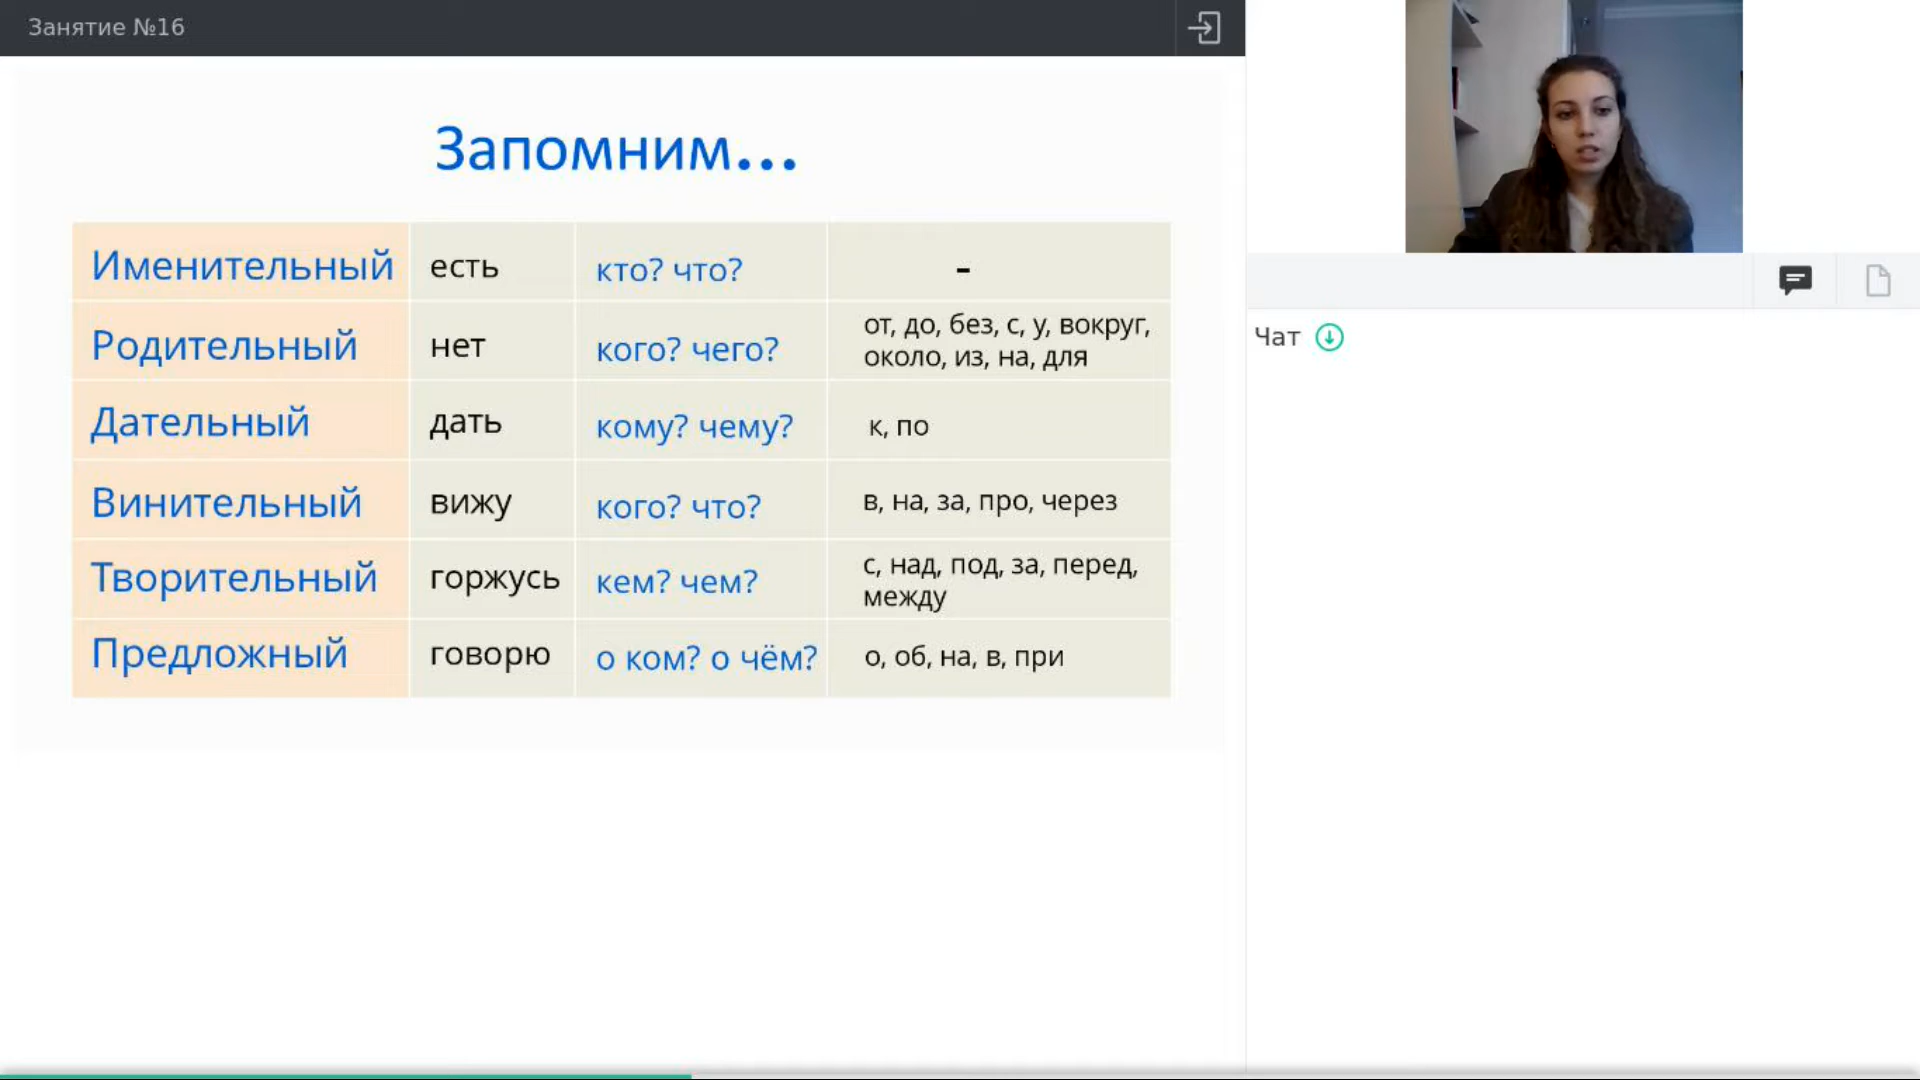 Занятие №16
Запомним...
Именительный есть кто? что? -
Родительный нет кого? чего? от, до, без, с, у, вокруг,
около, из, на, для
Дательный дать кому? чему? к, по
Винительный вижу кого? что? в, на, за, про, через
Творительный горжусь кем? чем? с, над, под, за, перед,
между
Предложный говорю о ком? о чём? о, об, на, в, при
Чат